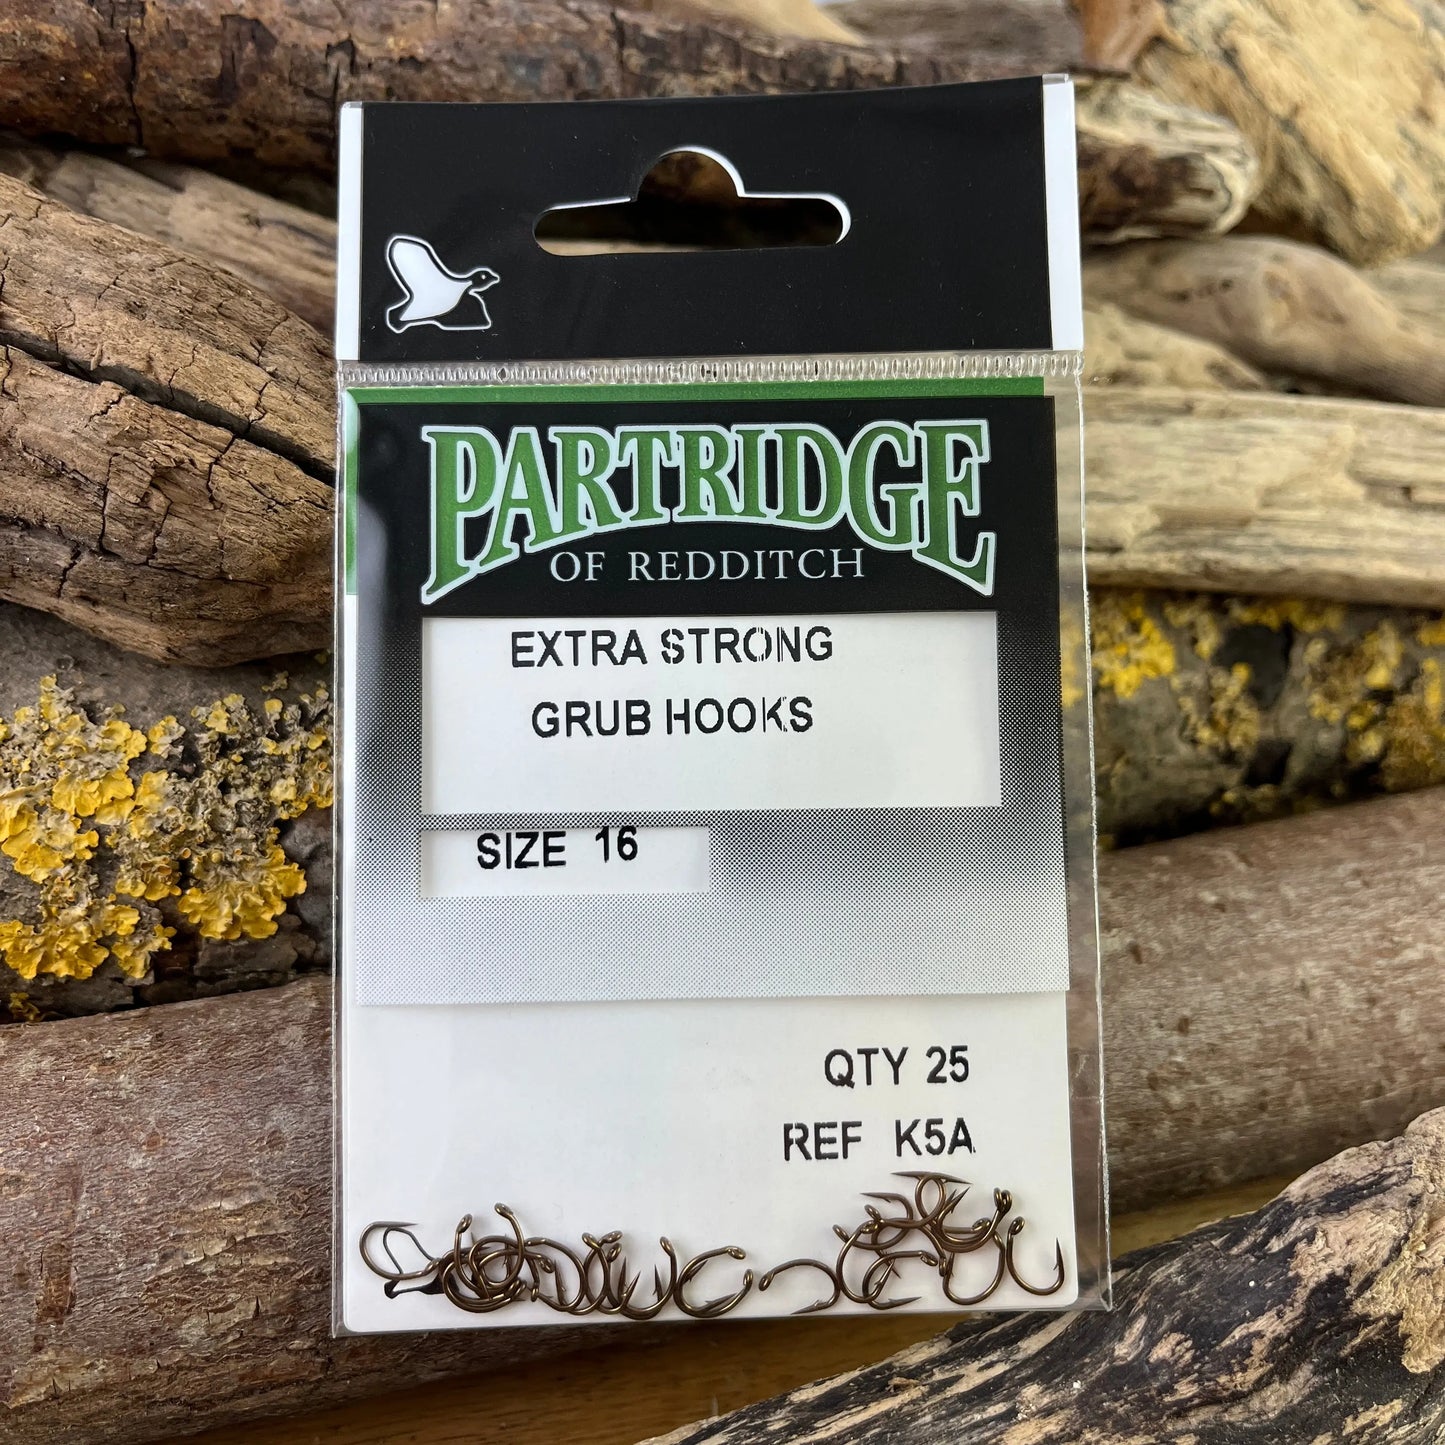 PARTRIDGE
OF REDDITCH
EXTRA STRONG
GRUB HOOKS
SIZE 16
QTY 25
REF K5A